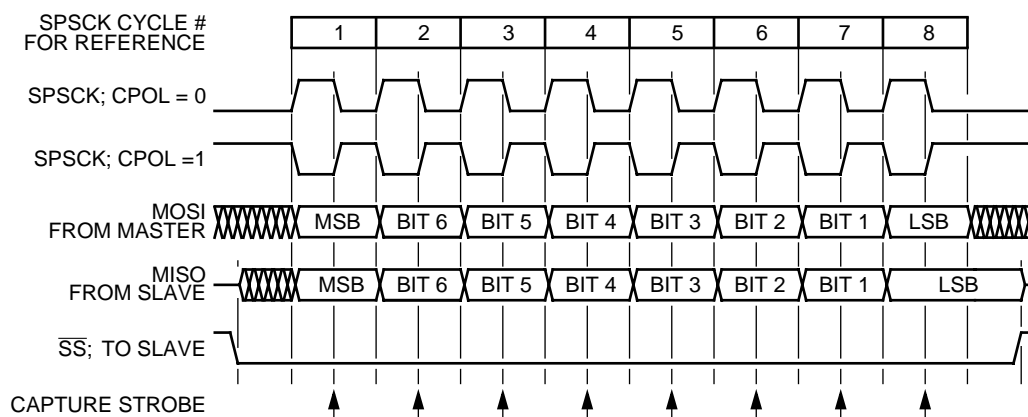 SPSCK CYCLE #
FOR REFERENCE
1 2 3 4 5 6 7 8
SPSCK; CPOL = 0
SPSCK; CPOL =1
MOSI
FROM MASTER
MSB BIT 6 BIT 5 BIT 4 BIT 3 BIT 2 BIT 1 LSB
MISO
FROM SLAVE
MSB BIT 6 BIT 5 BIT 4 BIT 3 BIT 2 BIT 1 LSB
S̅S̅; TO SLAVE
CAPTURE STROBE